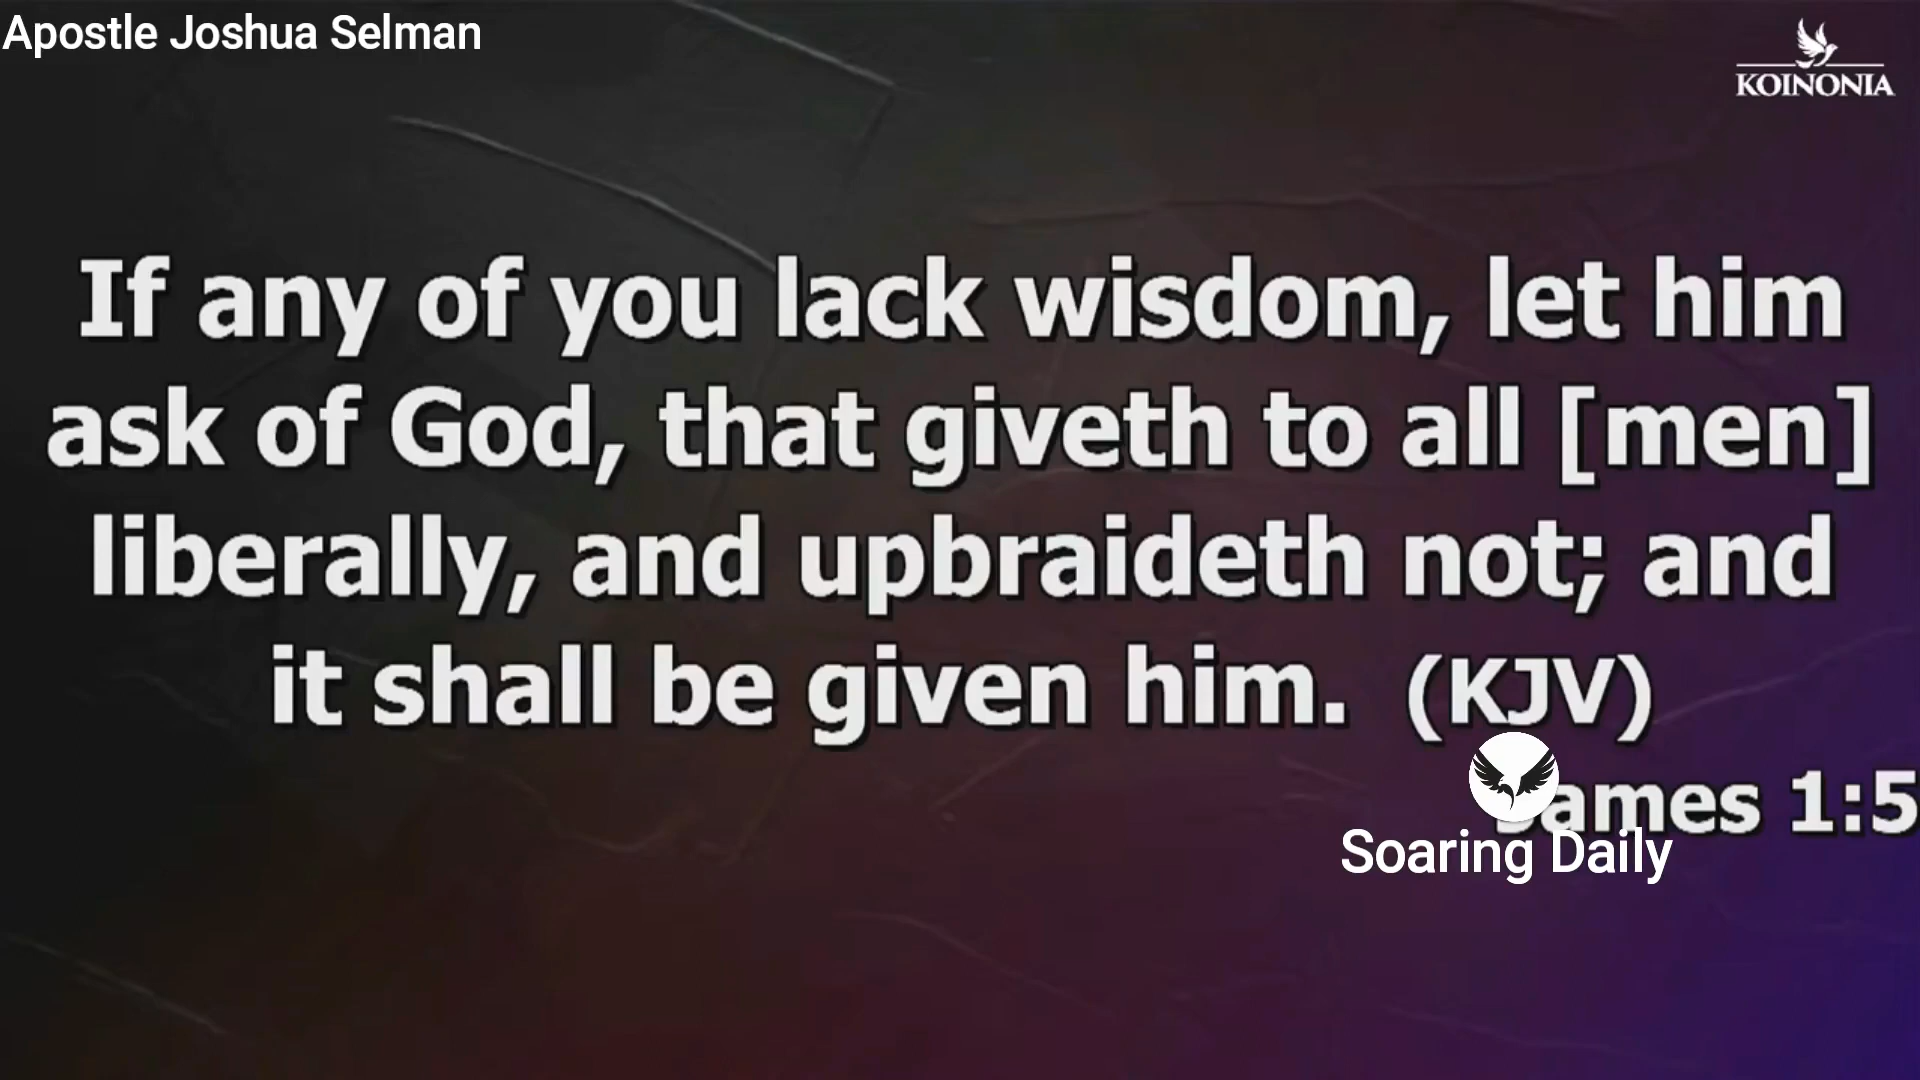 Apostle Joshua Selman
KOINONIA
If any of you lack wisdom, let him
ask of God, that giveth to all [men]
liberally, and upbraideth not; and
it shall be given him. (KJV)
James 1:5
Soaring Daily